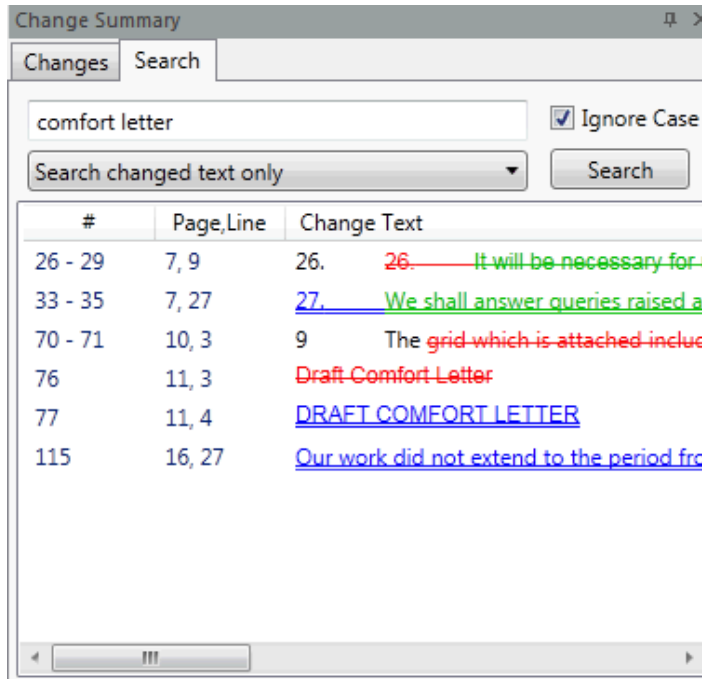 Change Summary
Changes Search
comfort letter Ignore Case
Search changed text only Search
# Page,Line Change Text
26 - 29 7, 9 26. 26. It will be necessary for
33 - 35 7, 27 27. We shall answer queries raised a
70 - 71 10, 3 9 The grid which is attached includ
76 11, 3 Draft Comfort Letter
77 11, 4 DRAFT COMFORT LETTER
115 16, 27 Our work did not extend to the period fro